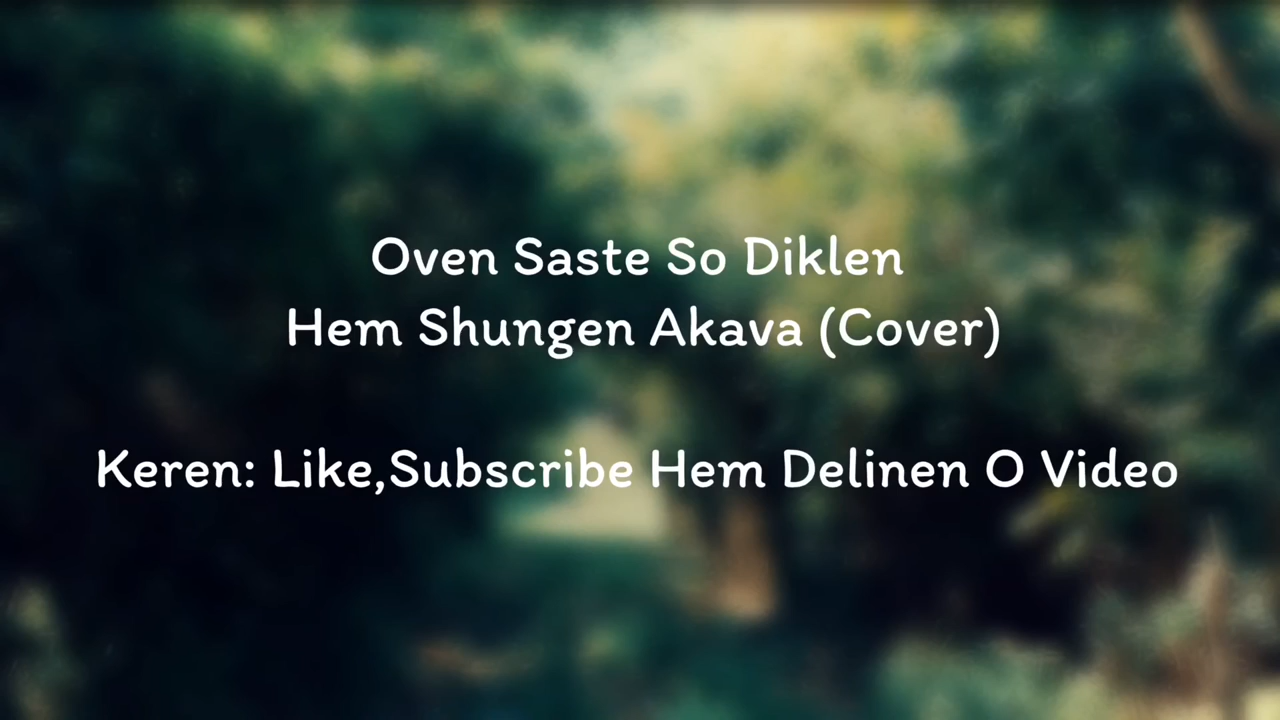 Oven Saste So Diklen
Hem Shungen Akava (Cover)
Keren: Like,Subscribe Hem Delinen O Video